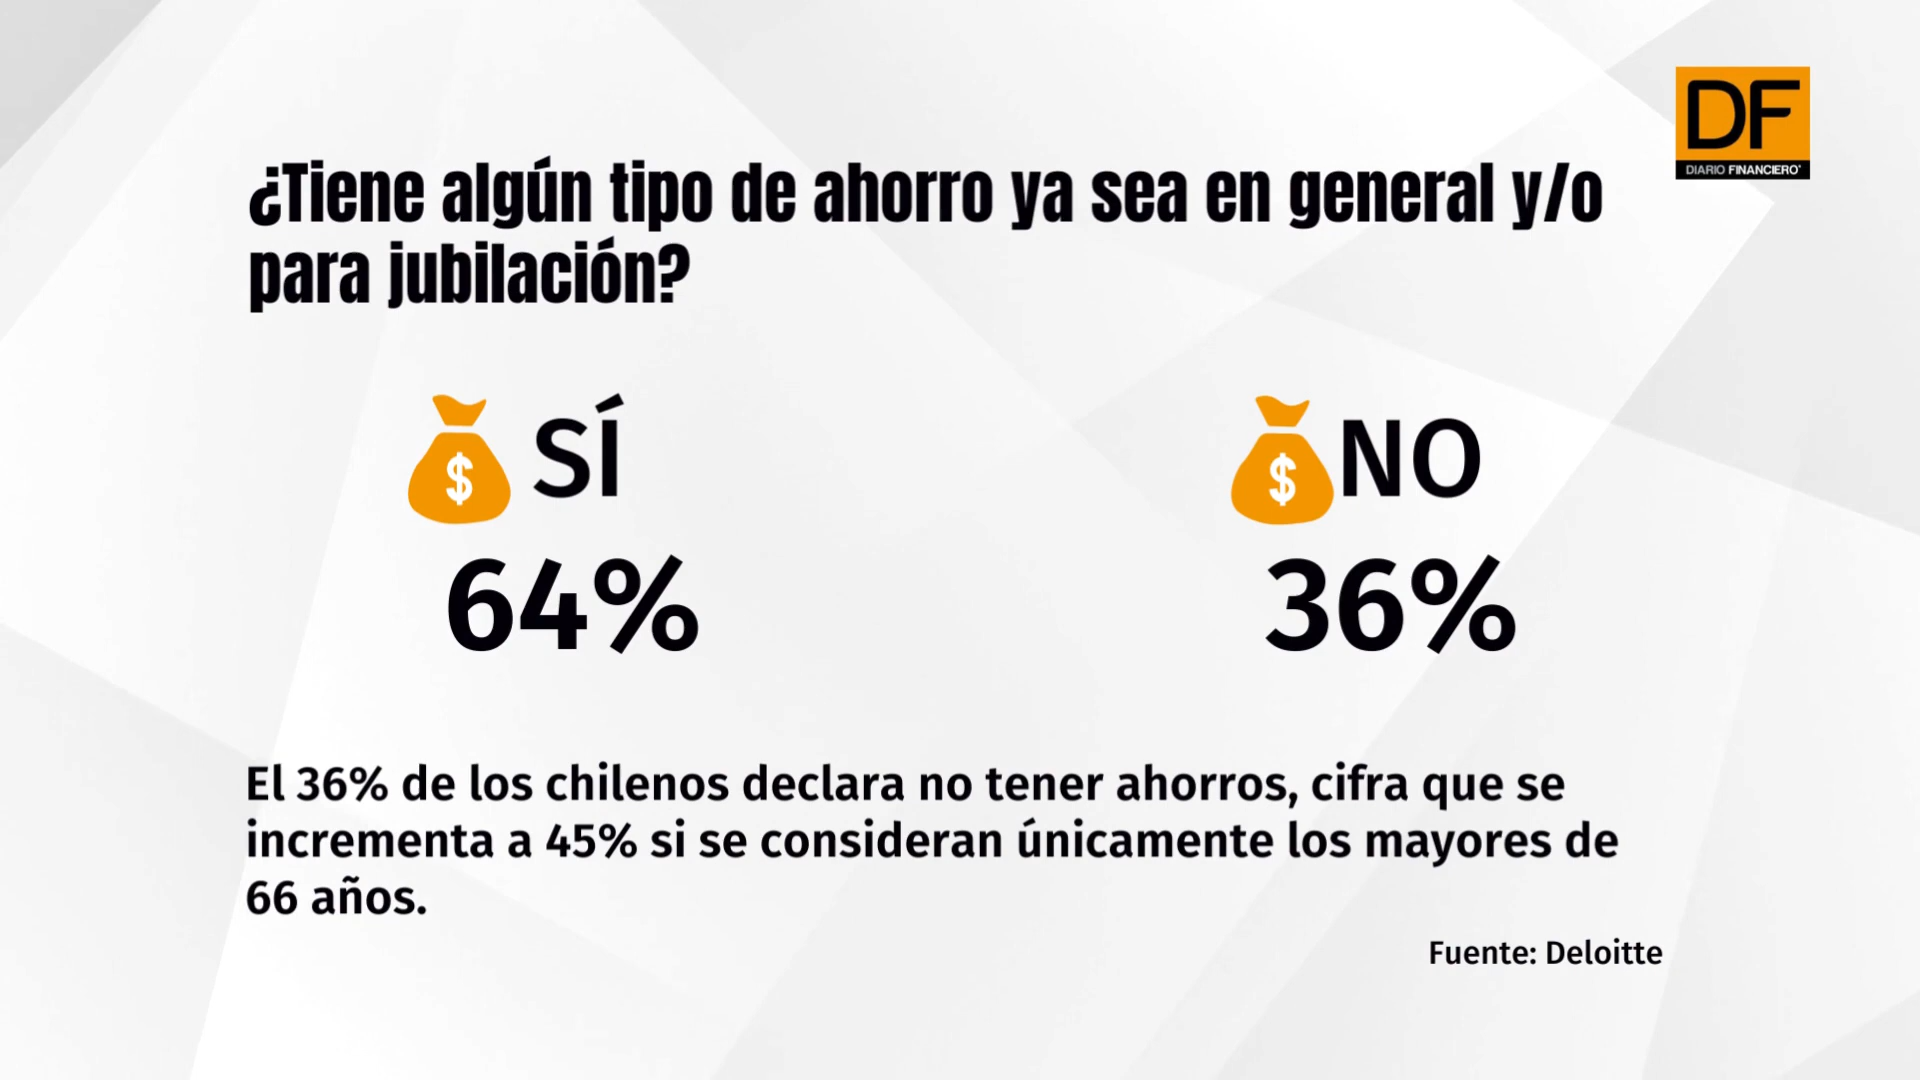 DF
DIARIO FINANCIERO
¿Tiene algún tipo de ahorro ya sea en general y/o
para jubilación?
$ SÍ
$ NO
64%
36%
El 36% de los chilenos declara no tener ahorros, cifra que se
incrementa a 45% si se consideran únicamente los mayores de
66 años.
Fuente: Deloitte